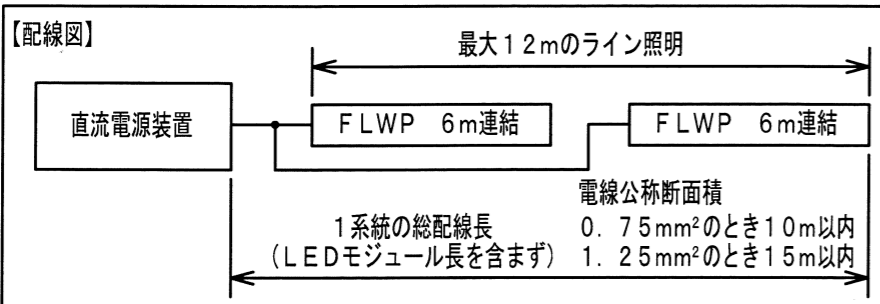 【配線図】
最大12mのライン照明
直流電源装置
FLWP 6m連結
FLWP 6m連結
電線公称断面積
1系統の総配線長 0.75mm²のとき10m以内
(LEDモジュール長を含まず) 1.25mm²のとき15m以内